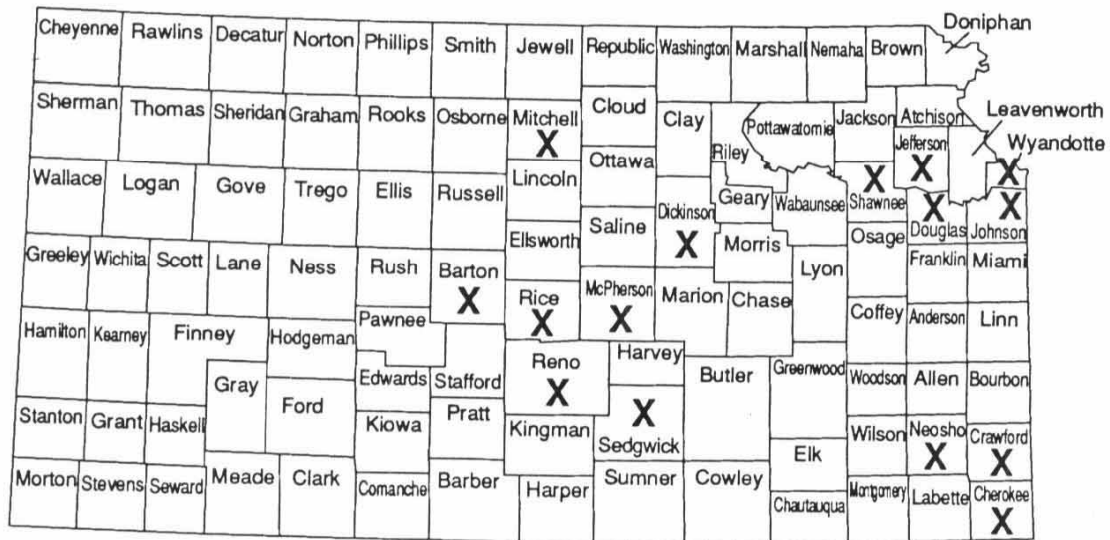 Doniphan
Cheyenne Rawlins Decatur Norton Phillips Smith Jewell Republic Washington Marshall Nemaha Brown
Leavenworth
Sherman Thomas Sheridan Graham Rooks Osborne Mitchell Cloud Clay Pottawatomie Jackson Atchison
X
Riley Jefferson Wyandotte
X X X
Wallace Logan Gove Trego Ellis Russell Lincoln Ottawa Geary Wabaunsee Shawnee
X X
Dickinson Saline Morris Osage Douglas Johnson
X
Greeley Wichita Scott Lane Ness Rush Barton Ellsworth Lyon Franklin Miami
X
Rice McPherson Marion Chase
X X
Hamilton Kearney Finney Hodgeman Pawnee Coffey Anderson Linn
Gray Edwards Stafford Reno Harvey Butler Greenwood Woodson Allen Bourbon
X X
Stanton Grant Haskell Ford Kiowa Pratt Kingman Sedgwick Wilson Neosho Crawford
X X
Elk
Morton Stevens Seward Meade Clark Comanche Barber Harper Sumner Cowley Chautauqua Montgomery Labette Cherokee
X